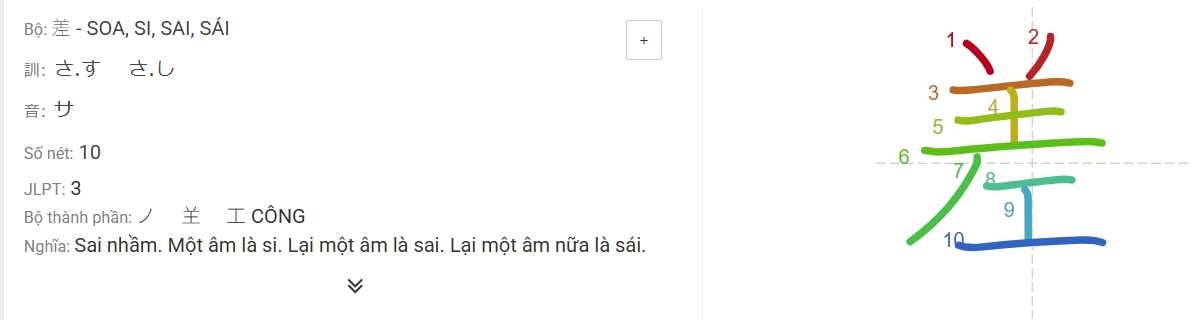 Bộ: 差 - SOA, SI, SAI, SÁI
+
訓: さ.す さ.し
音: サ
Số nét: 10
JLPT: 3
Bộ thành phần: ノ 羊 工 CÔNG
Nghĩa: Sai nhầm. Một âm là si. Lại một âm là sai. Lại một âm nữa là sái.
差
1 2
3
4
5
6
7
8
9
10